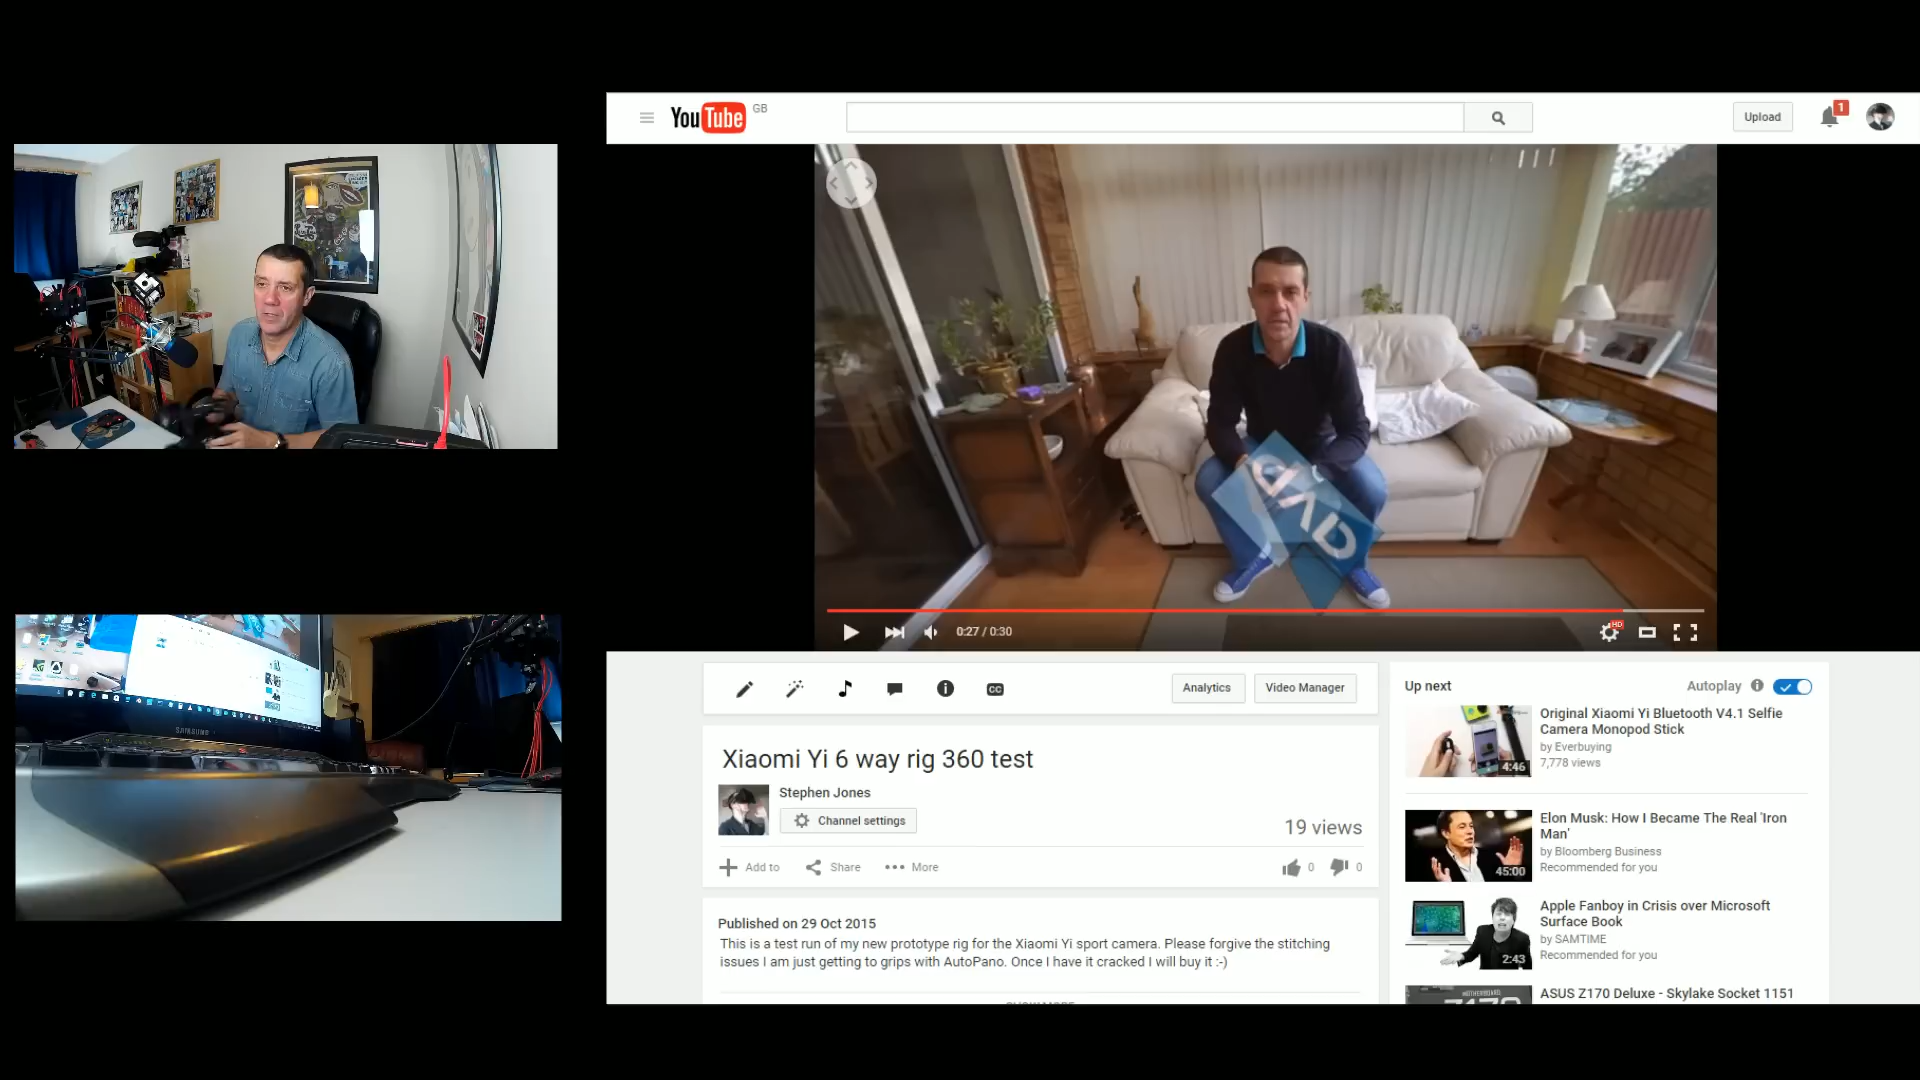 YouTube GB
Upload
1
0:27 / 0:30
HD
SAMSUNG
Analytics
Video Manager
Xiaomi Yi 6 way rig 360 test
Stephen Jones
Channel settings
19 views
Add to
Share
More
0
0
Published on 29 Oct 2015
This is a test run of my new prototype rig for the Xiaomi Yi sport camera. Please forgive the stitching
issues I am just getting to grips with AutoPano. Once I have it cracked I will buy it :-)
Up next
Autoplay
Original Xiaomi Yi Bluetooth V4.1 Selfie
Camera Monopod Stick
by Everbuying
7,778 views
4:46
Elon Musk: How I Became The Real 'Iron
Man'
by Bloomberg Business
Recommended for you
45:00
Apple Fanboy in Crisis over Microsoft
Surface Book
by SAMTIME
Recommended for you
2:43
ASUS Z170 Deluxe - Skylake Socket 1151